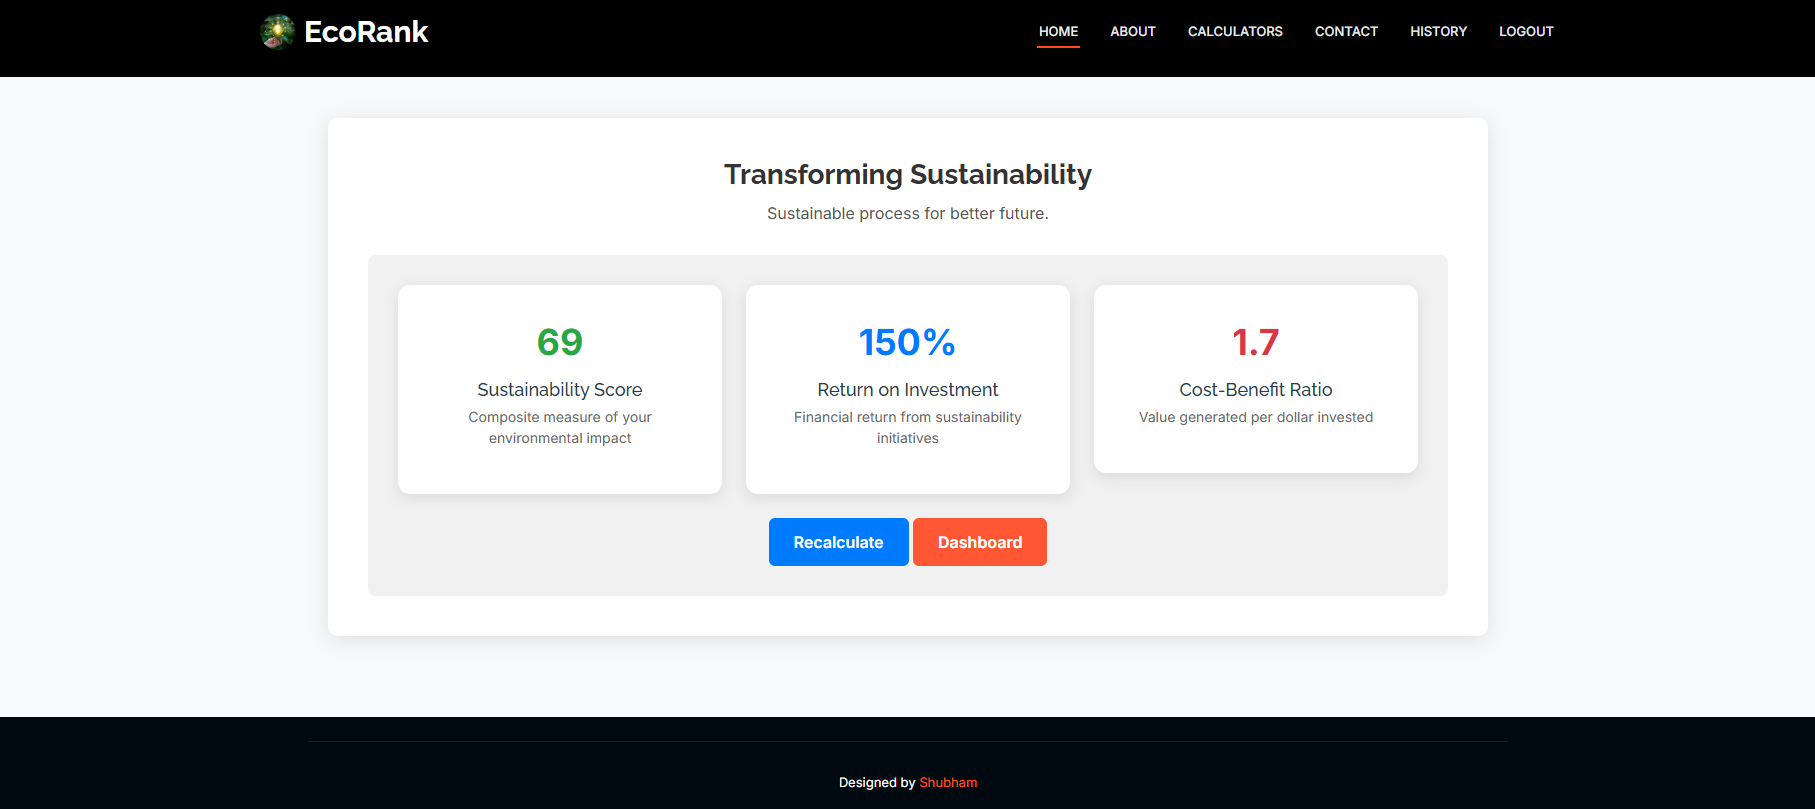 EcoRank
HOME ABOUT CALCULATORS CONTACT HISTORY LOGOUT
Transforming Sustainability
Sustainable process for better future.
69
Sustainability Score
Composite measure of your
environmental impact
150%
Return on Investment
Financial return from sustainability
initiatives
1.7
Cost-Benefit Ratio
Value generated per dollar invested
Recalculate Dashboard
Designed by Shubham